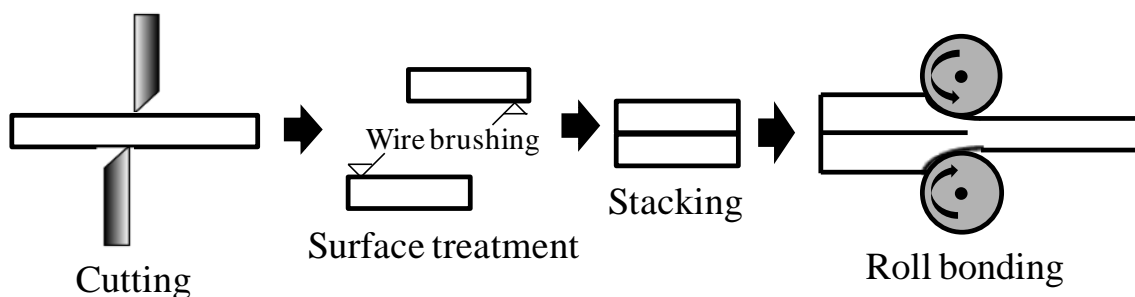 Cutting
Wire brushing
Surface treatment
Stacking
Roll bonding